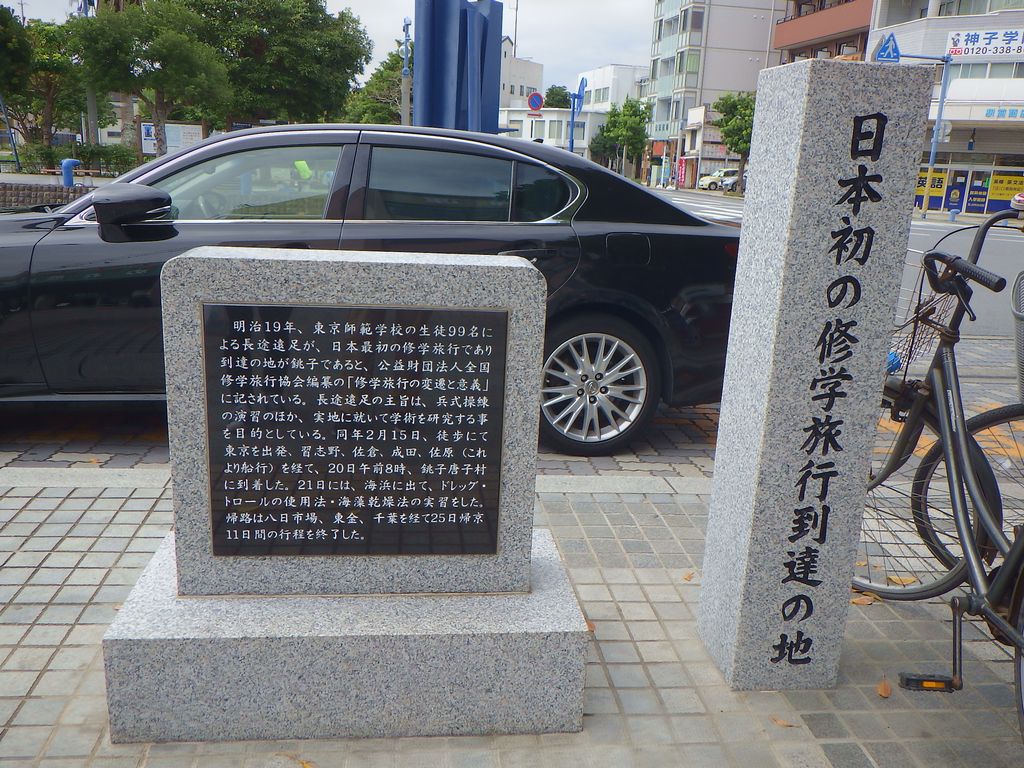 明治19年、東京師範学校の生徒99名に
よる長途遠足が、日本最初の修学旅行であり
到達の地が銚子であると、公益財団法人全国
修学旅行協会編纂の「修学旅行の変遷と意義」
に記されている。長途遠足の主旨は、兵式操練
の演習のほか、実地に就いて学術を研究する事
を目的としている。同年2月15日、徒歩にて
東京を出発、習志野、佐倉、成田、佐原（これ
より船行）を経て、20日午前8時、銚子唐子村
に到着した。21日には、海浜に出て、ドレッグ・
トロールの使用法・海藻乾燥法の実習をした。
帰路は八日市場、東金、千葉を経て25日帰京
11日間の行程を終了した。
日本初の修学旅行到達の地
神子学
0120-338-8
英語